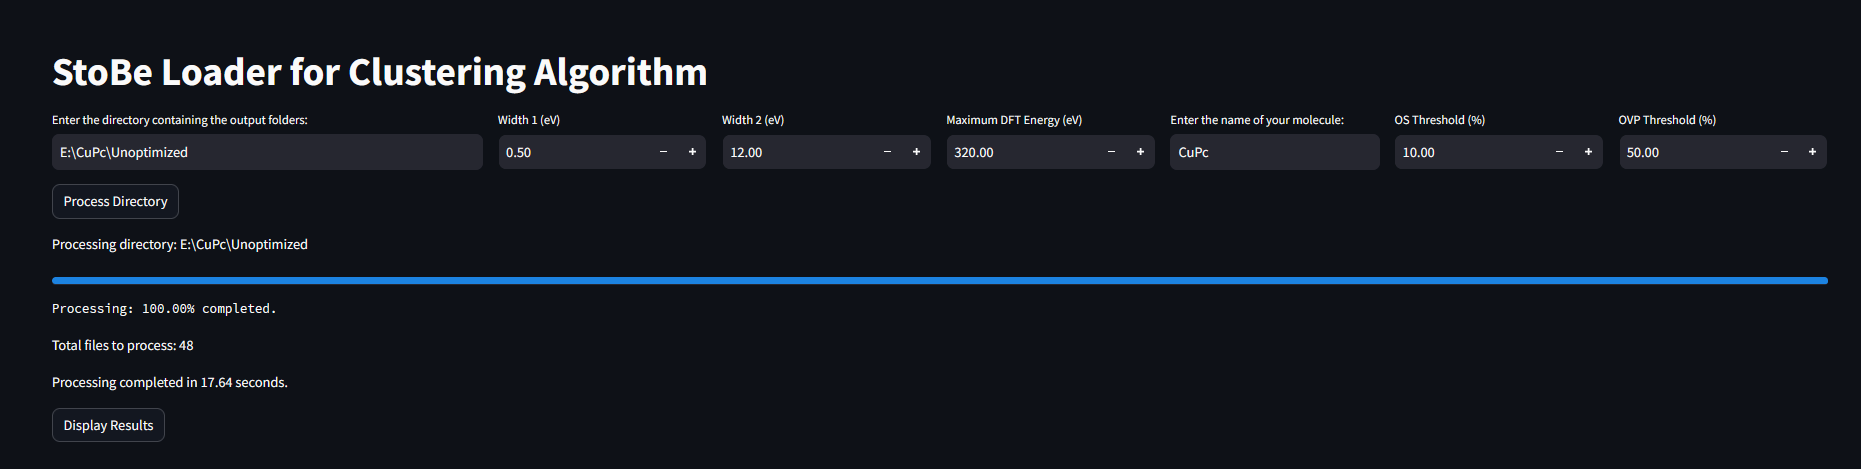 StoBe Loader for Clustering Algorithm
Enter the directory containing the output folders: Width 1 (eV) Width 2 (eV) Maximum DFT Energy (eV) Enter the name of your molecule: OS Threshold (%) OVP Threshold (%)
E:\CuPc\Unoptimized 0.50 − + 12.00 − + 320.00 − + CuPc 10.00 − + 50.00 − +
Process Directory
Processing directory: E:\CuPc\Unoptimized
Processing: 100.00% completed.
Total files to process: 48
Processing completed in 17.64 seconds.
Display Results